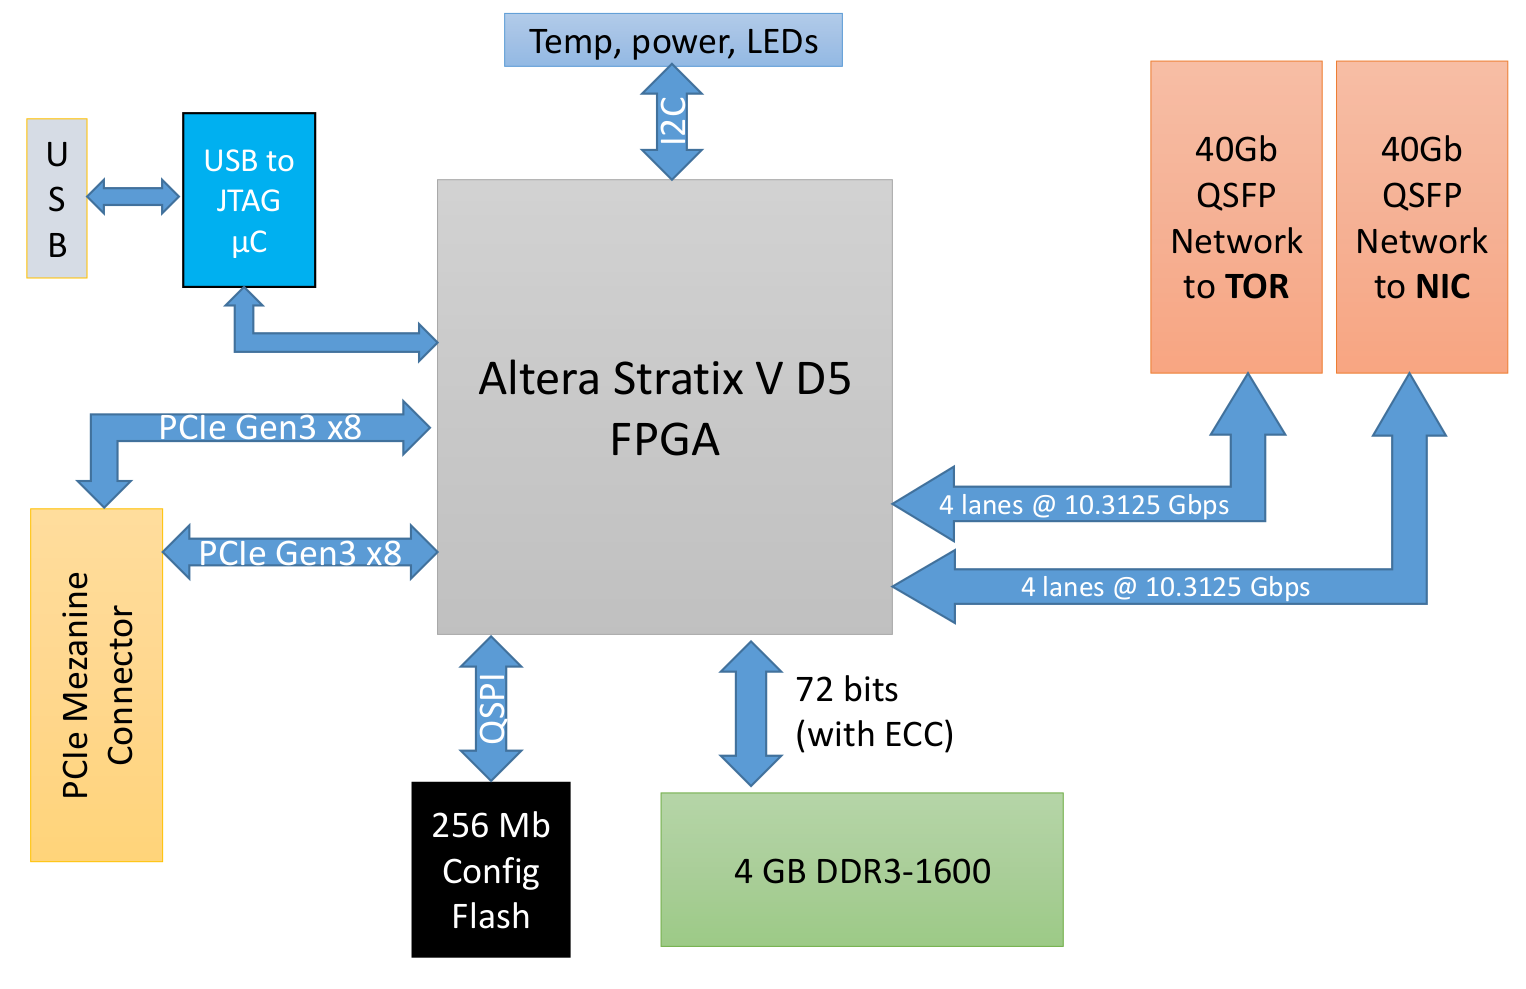 Temp, power, LEDs
I2C
U
S
B
USB to
JTAG
µC
40Gb
QSFP
Network
to TOR
40Gb
QSFP
Network
to NIC
Altera Stratix V D5
FPGA
PCIe Gen3 x8
PCIe Gen3 x8
4 lanes @ 10.3125 Gbps
4 lanes @ 10.3125 Gbps
PCIe Mezanine
Connector
QSPI
72 bits
(with ECC)
256 Mb
Config
Flash
4 GB DDR3-1600